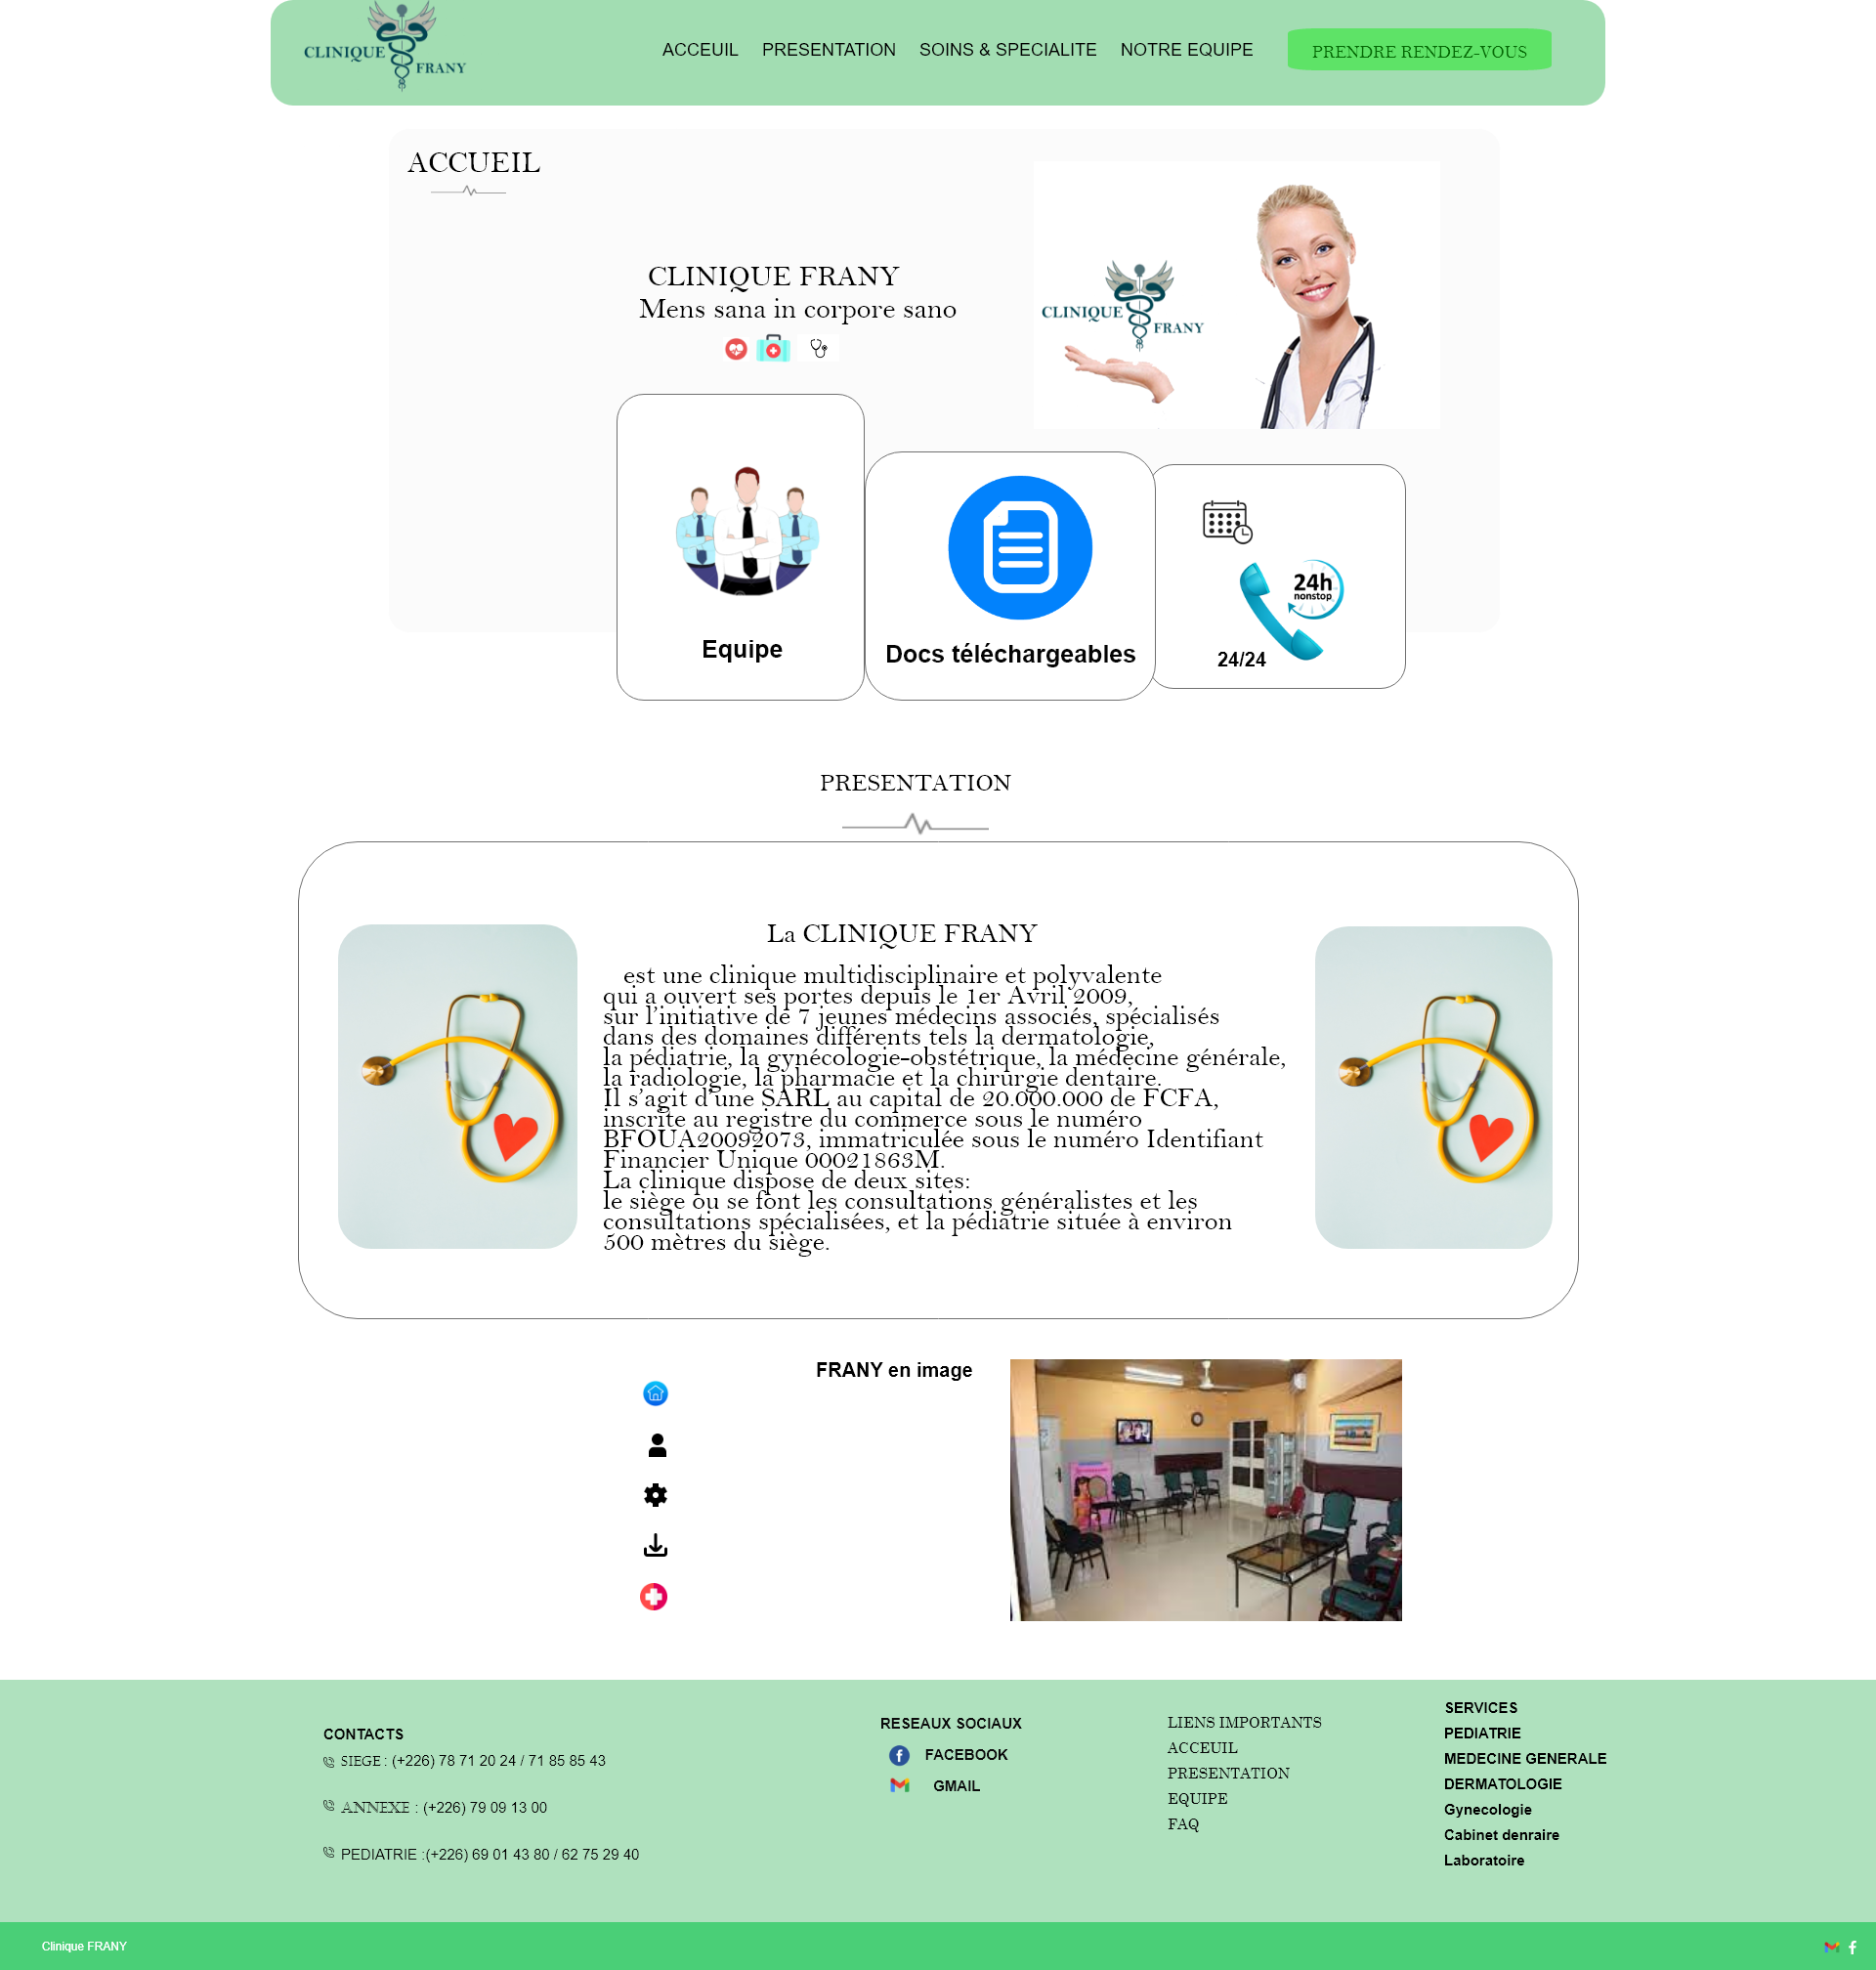 CLINIQUE FRANY
ACCEUIL PRESENTATION SOINS & SPECIALITE NOTRE EQUIPE PRENDRE RENDEZ-VOUS
ACCUEIL
CLINIQUE FRANY
Mens sana in corpore sano
CLINIQUE FRANY
Equipe
Docs téléchargeables
24h
nonstop
24/24
PRESENTATION
La CLINIQUE FRANY
est une clinique multidisciplinaire et polyvalente
qui a ouvert ses portes depuis le 1er Avril 2009,
sur l'initiative de 7 jeunes médecins associés, spécialisés
dans des domaines différents tels la dermatologie,
la pédiatrie, la gynécologie-obstétrique, la médecine générale,
la radiologie, la pharmacie et la chirurgie dentaire.
Il s'agit d'une SARL au capital de 20.000.000 de FCFA,
inscrite au registre du commerce sous le numéro
BFOUA20092073, immatriculée sous le numéro Identifiant
Financier Unique 00021863M.
La clinique dispose de deux sites:
le siège ou se font les consultations généralistes et les
consultations spécialisées, et la pédiatrie située à environ
500 mètres du siège.
FRANY en image
CONTACTS
SIEGE : (+226) 78 71 20 24 / 71 85 85 43
ANNEXE : (+226) 79 09 13 00
PEDIATRIE :(+226) 69 01 43 80 / 62 75 29 40
RESEAUX SOCIAUX
FACEBOOK
GMAIL
LIENS IMPORTANTS
ACCEUIL
PRESENTATION
EQUIPE
FAQ
SERVICES
PEDIATRIE
MEDECINE GENERALE
DERMATOLOGIE
Gynecologie
Cabinet denraire
Laboratoire
Clinique FRANY